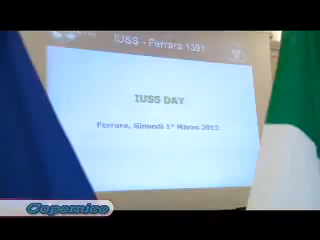 IUSS - Ferrara 1391
IUSS DAY
Ferrara, Giovedì 1° Marzo 2012
Copernico